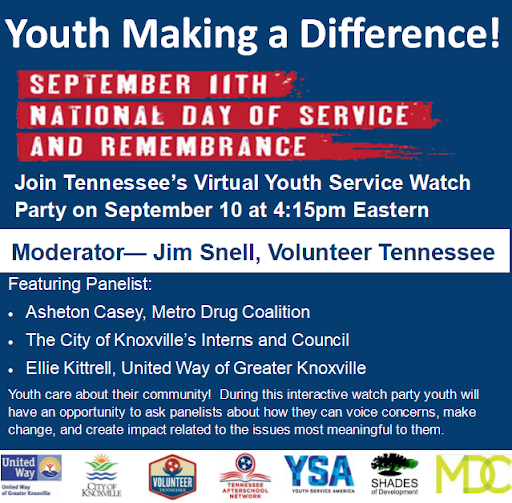 Youth Making a Difference!
SEPTEMBER 11TH
NATIONAL DAY OF SERVICE
AND REMEMBRANCE
Join Tennessee's Virtual Youth Service Watch
Party on September 10 at 4:15pm Eastern
Moderator— Jim Snell, Volunteer Tennessee
Featuring Panelist:
• Asheton Casey, Metro Drug Coalition
• The City of Knoxville's Interns and Council
• Ellie Kittrell, United Way of Greater Knoxville
Youth care about their community! During this interactive watch party youth will
have an opportunity to ask panelists about how they can voice concerns, make
change, and create impact related to the issues most meaningful to them.
United
Way
United Way
of Greater Knoxville
CITY OF
KNOXVILLE
VOLUNTEER
TENNESSEE
TENNESSEE
AFTERSCHOOL
NETWORK
YSA
YOUTH SERVICE AMERICA
SHADES
of Development
MDC